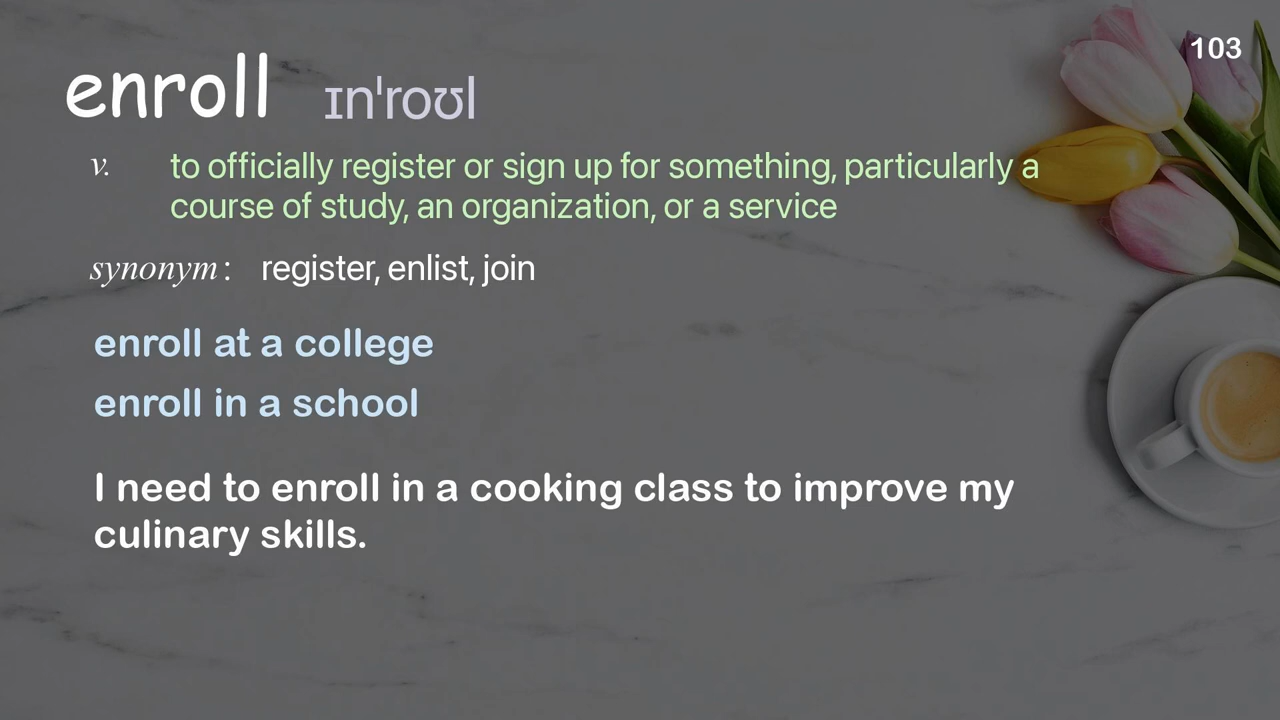 103
enroll ɪnˈroʊl
v. to officially register or sign up for something, particularly a
course of study, an organization, or a service
synonym: register, enlist, join
enroll at a college
enroll in a school
I need to enroll in a cooking class to improve my
culinary skills.